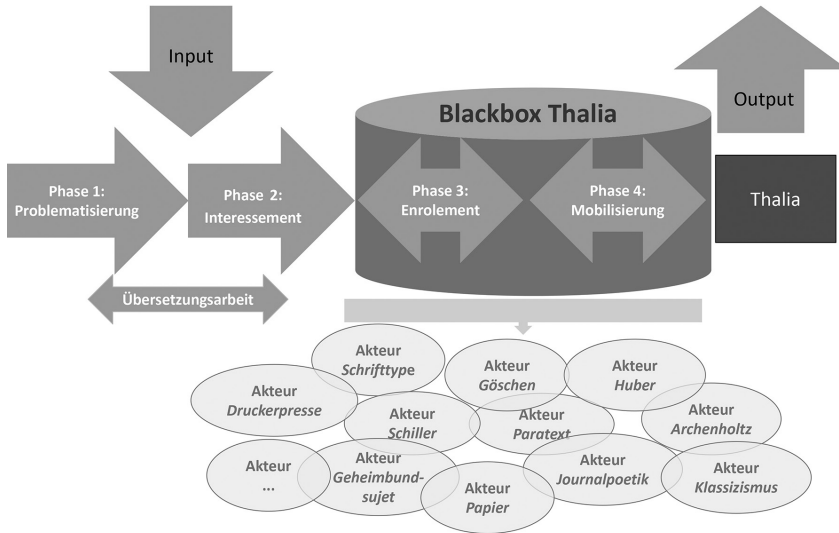 Input
Output
Blackbox Thalia
Phase 1:
Problematisierung
Phase 2:
Interessement
Phase 3:
Enrolement
Phase 4:
Mobilisierung
Thalia
Übersetzungsarbeit
Akteur
Schrifttype
Akteur
Göschen
Akteur
Huber
Akteur
Druckerpresse
Akteur
Schiller
Akteur
Paratext
Akteur
Archenholtz
Akteur
...
Akteur
Geheimbund-
sujet
Akteur
Papier
Akteur
Journalpoetik
Akteur
Klassizismus